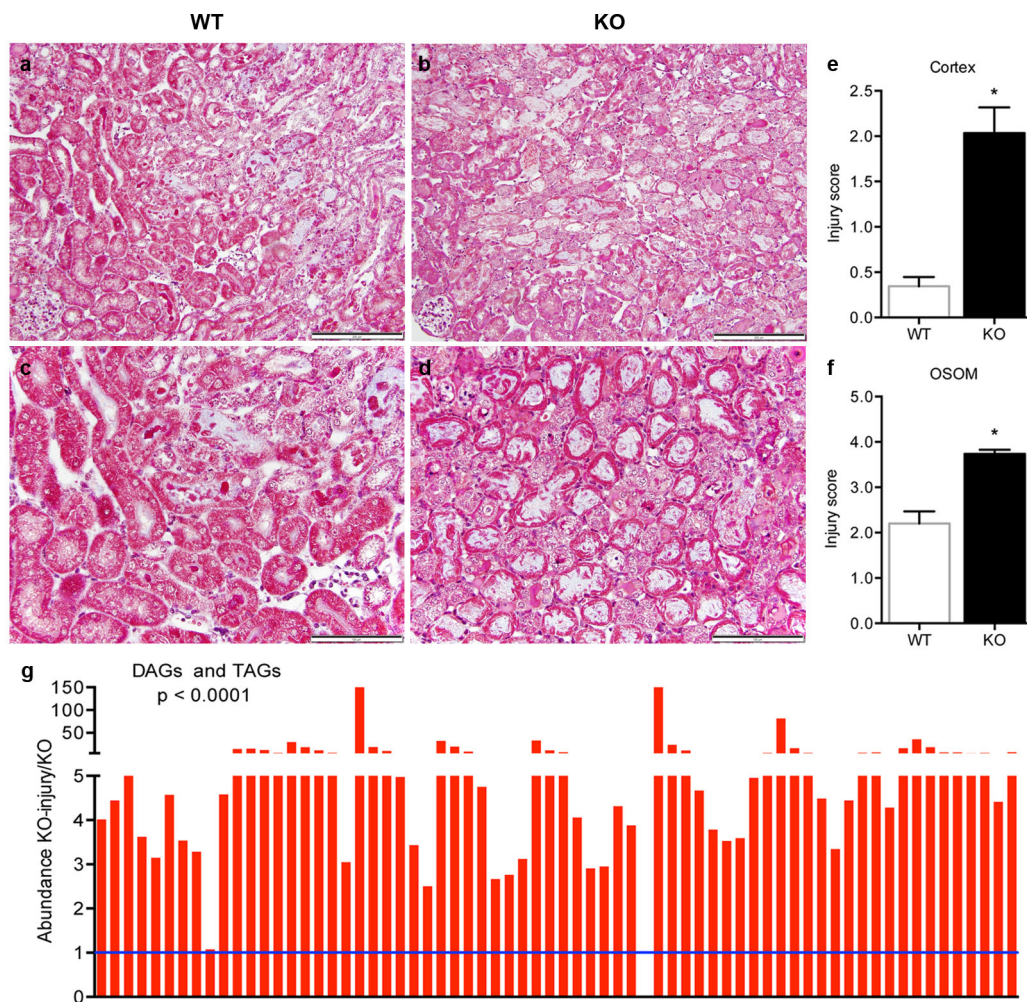 WT
KO
a
b
c
d
e
Cortex
Injury score
2.5
2.0
1.5
1.0
0.5
0.0
*
WT
KO
f
OSOM
Injury score
5.0
4.0
3.0
2.0
1.0
0.0
*
WT
KO
g
DAGs and TAGs
p < 0.0001
Abundance KO-injury/KO
150
100
50
5
4
3
2
1
0